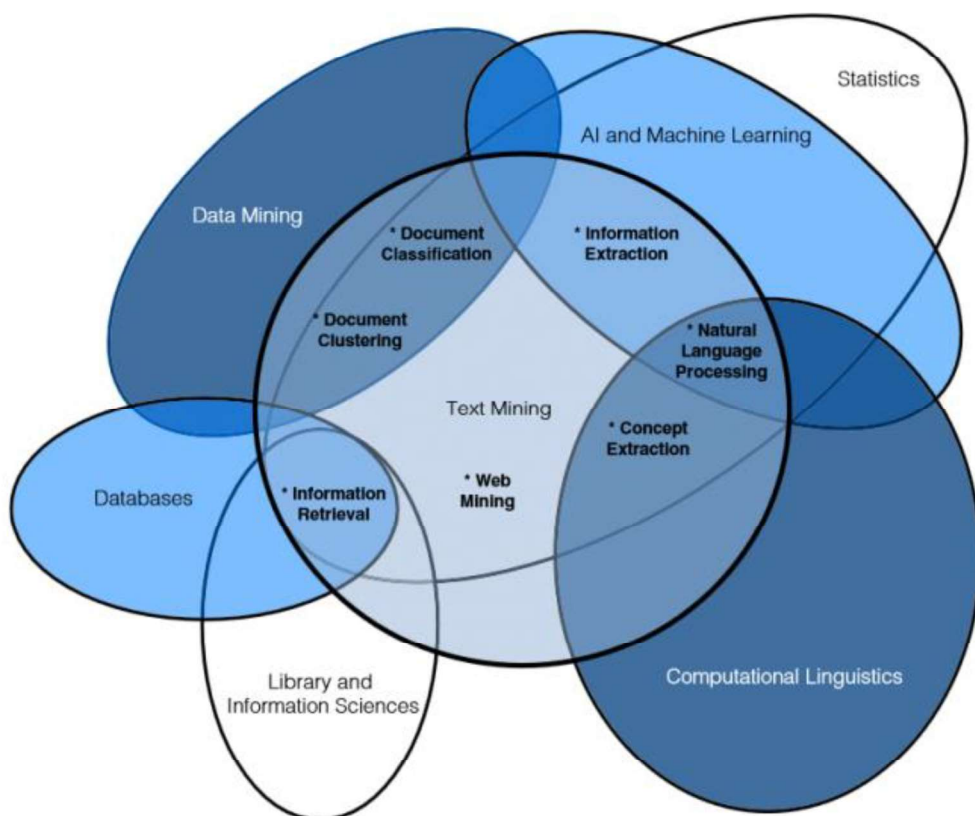 Statistics
AI and Machine Learning
Data Mining
* Document
Classification
* Information
Extraction
* Document
Clustering
* Natural
Language
Processing
Text Mining
* Concept
Extraction
Databases
* Information
Retrieval
* Web
Mining
Library and
Information Sciences
Computational Linguistics